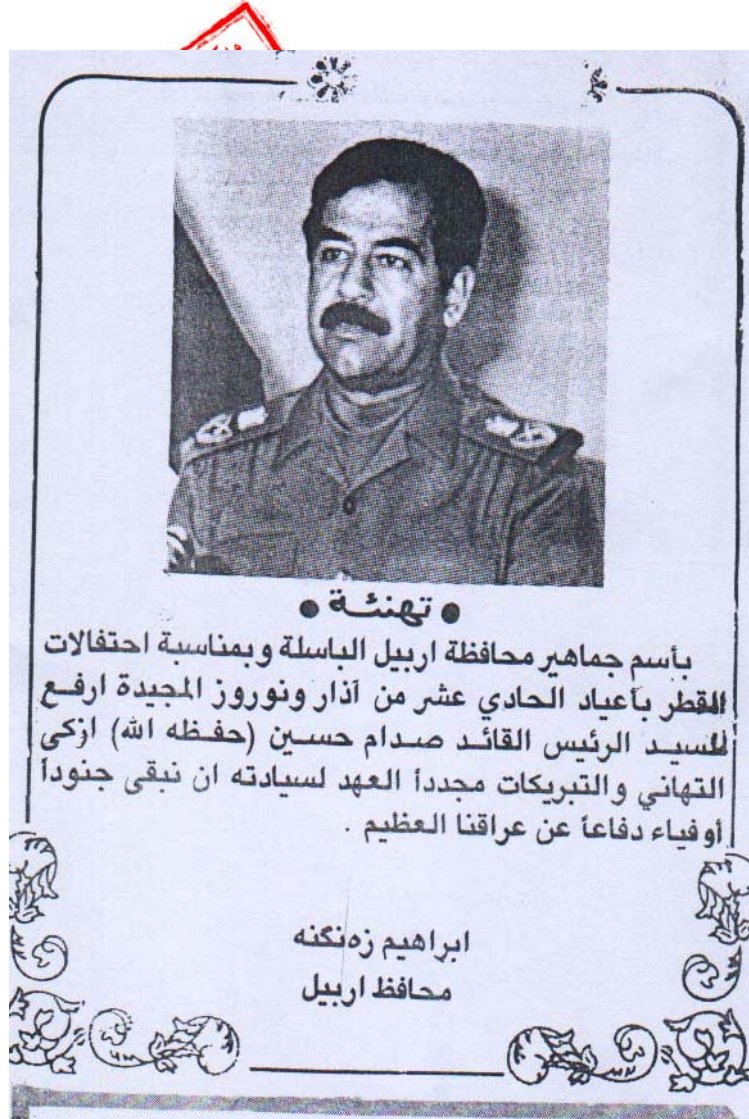 تهنئة
بأسم جماهير محافظة اربيل الباسلة وبمناسبة احتفالات
القطر بأعياد الحادي عشر من آذار ونوروز المجيدة ارفع
للسيد الرئيس القائد صدام حسين (حفظه الله) ازكى
التهاني والتبريكات مجدداً العهد لسيادته ان نبقى جنوداً
أوفياء دفاعاً عن عراقنا العظيم .
ابراهيم زەنگنه
محافظ اربيل